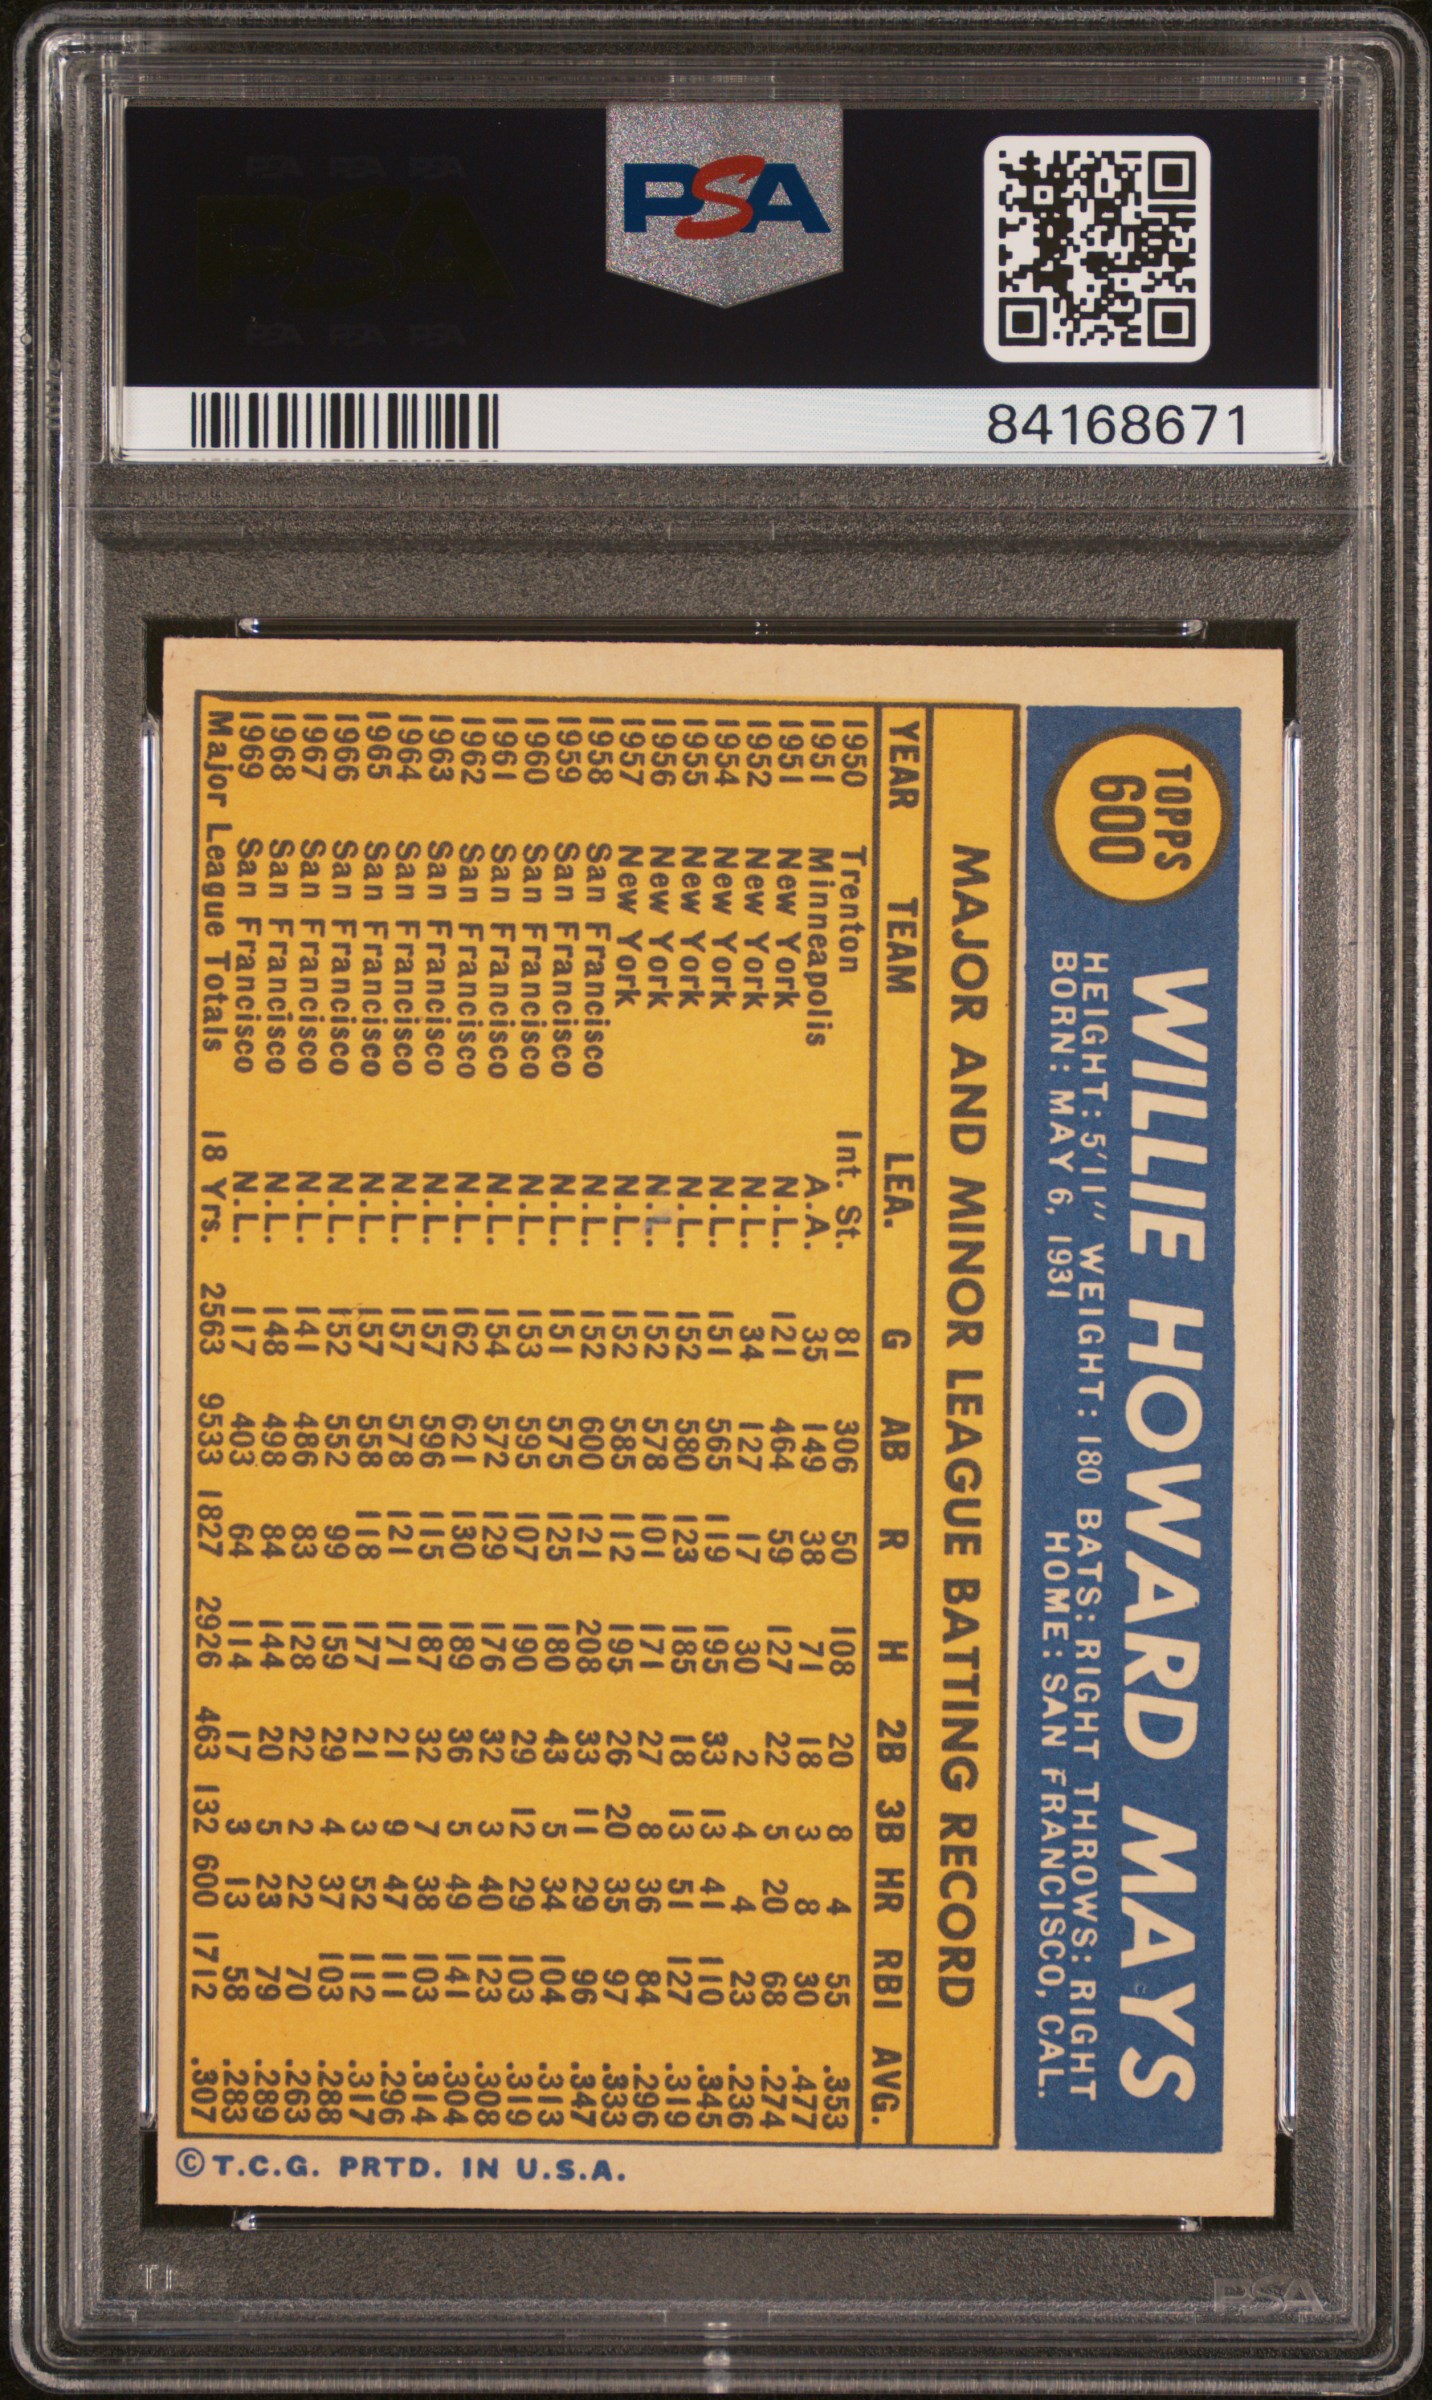 PSA PSA PSA
PSA
PSA PSA PSA
PSA
84168671
TOPPS
600
WILLIE HOWARD MAYS
HEIGHT: 5'11" WEIGHT: 180 BATS: RIGHT THROWS: RIGHT
BORN: MAY 6, 1931 HOME: SAN FRANCISCO, CAL.
MAJOR AND MINOR LEAGUE BATTING RECORD
YEAR TEAM LEA. G AB R H 2B 3B HR RBI AVG.
1950 Trenton Int. St. 81 306 50 108 20 8 4 55 .353
1951 Minneapolis A.A. 35 149 38 71 18 3 8 30 .477
1951 New York N.L. 121 464 59 127 22 5 20 68 .274
1952 New York N.L. 34 127 17 30 2 4 4 23 .236
1954 New York N.L. 151 565 119 195 33 13 41 110 .345
1955 New York N.L. 152 580 123 185 18 13 51 127 .319
1956 New York N.L. 152 578 101 171 27 8 36 84 .296
1957 New York N.L. 152 585 112 195 26 20 35 97 .333
1958 San Francisco N.L. 152 600 121 208 33 11 29 96 .347
1959 San Francisco N.L. 151 575 125 180 43 5 34 104 .313
1960 San Francisco N.L. 153 595 107 190 29 12 29 103 .319
1961 San Francisco N.L. 154 572 129 176 32 3 40 123 .308
1962 San Francisco N.L. 162 621 130 189 36 5 49 141 .304
1963 San Francisco N.L. 157 596 115 187 32 7 38 103 .314
1964 San Francisco N.L. 157 578 121 171 21 9 47 111 .296
1965 San Francisco N.L. 157 558 118 177 21 3 52 112 .317
1966 San Francisco N.L. 152 552 99 159 29 4 37 103 .288
1967 San Francisco N.L. 141 486 83 128 22 2 22 70 .263
1968 San Francisco N.L. 148 498 84 144 20 5 23 79 .289
1969 San Francisco N.L. 117 403 64 114 17 3 13 58 .283
Major League Totals 18 Yrs. 2563 9533 1827 2926 463 132 600 1712 .307
©T.C.G. PRTD. IN U.S.A.
PSA